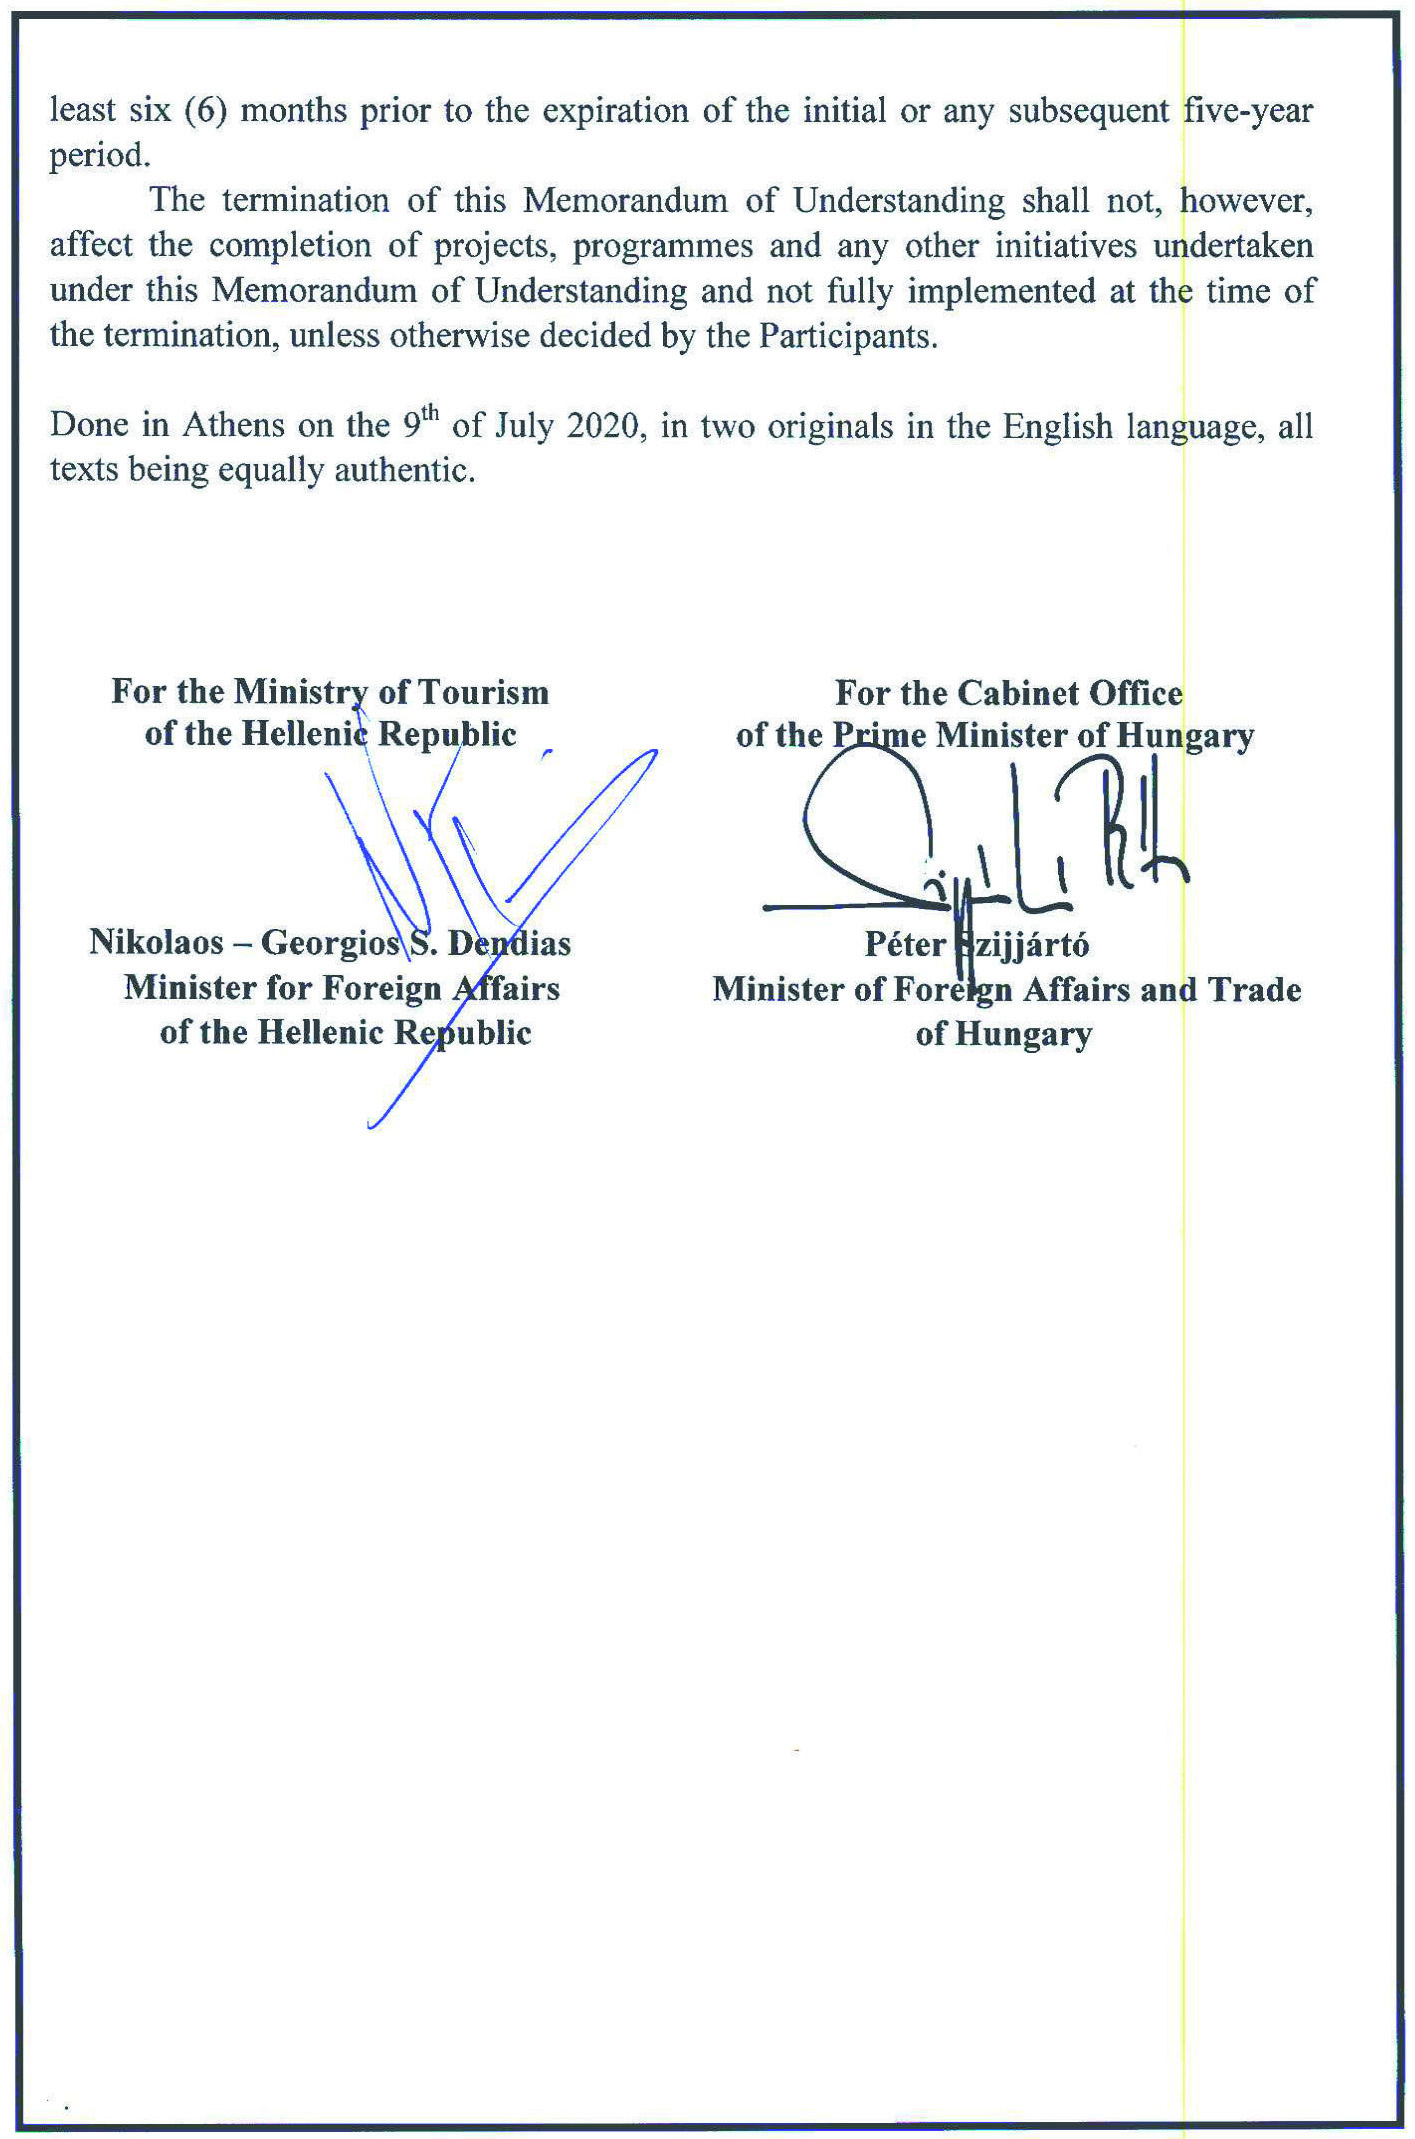 least six (6) months prior to the expiration of the initial or any subsequent five-year
period.
The termination of this Memorandum of Understanding shall not, however,
affect the completion of projects, programmes and any other initiatives undertaken
under this Memorandum of Understanding and not fully implemented at the time of
the termination, unless otherwise decided by the Participants.
Done in Athens on the 9th of July 2020, in two originals in the English language, all
texts being equally authentic.
For the Ministry of Tourism
of the Hellenic Republic
For the Cabinet Office
of the Prime Minister of Hungary
Nikolaos – Georgios S. Dendias
Minister for Foreign Affairs
of the Hellenic Republic
Péter Szijjártó
Minister of Foreign Affairs and Trade
of Hungary